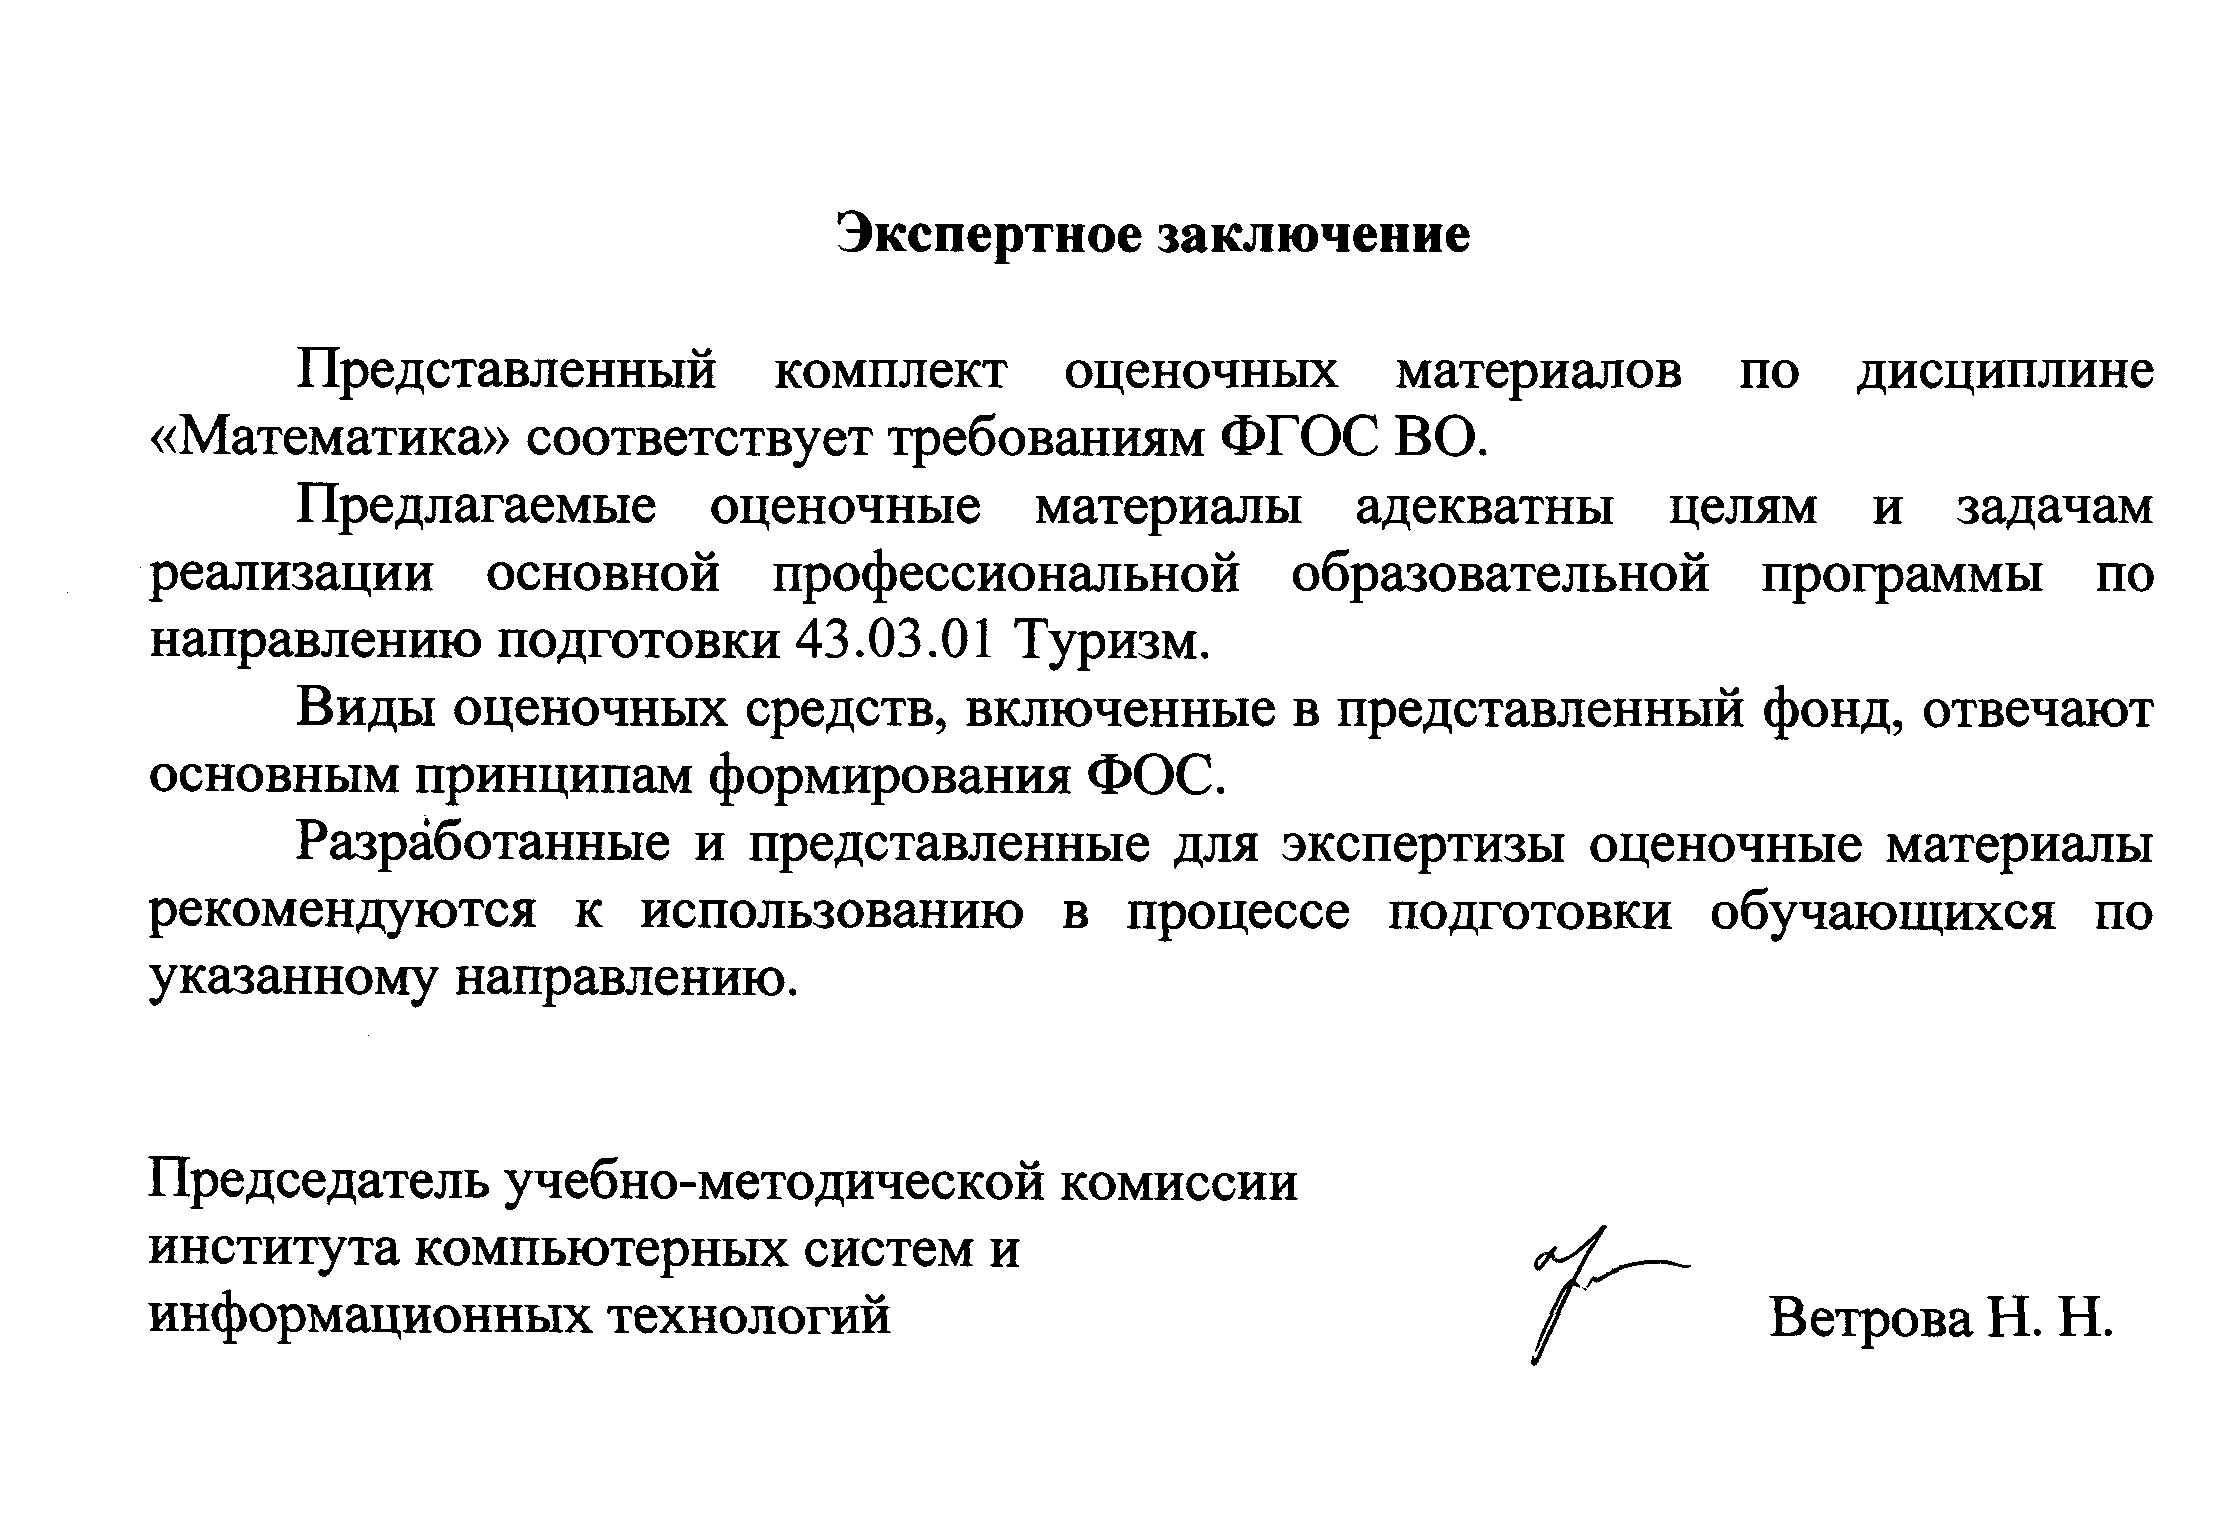 Экспертное заключение
Представленный комплект оценочных материалов по дисциплине
«Математика» соответствует требованиям ФГОС ВО.
Предлагаемые оценочные материалы адекватны целям и задачам
реализации основной профессиональной образовательной программы по
направлению подготовки 43.03.01 Туризм.
Виды оценочных средств, включенные в представленный фонд, отвечают
основным принципам формирования ФОС.
Разработанные и представленные для экспертизы оценочные материалы
рекомендуются к использованию в процессе подготовки обучающихся по
указанному направлению.
Председатель учебно-методической комиссии
института компьютерных систем и
информационных технологий
Ветрова Н. Н.